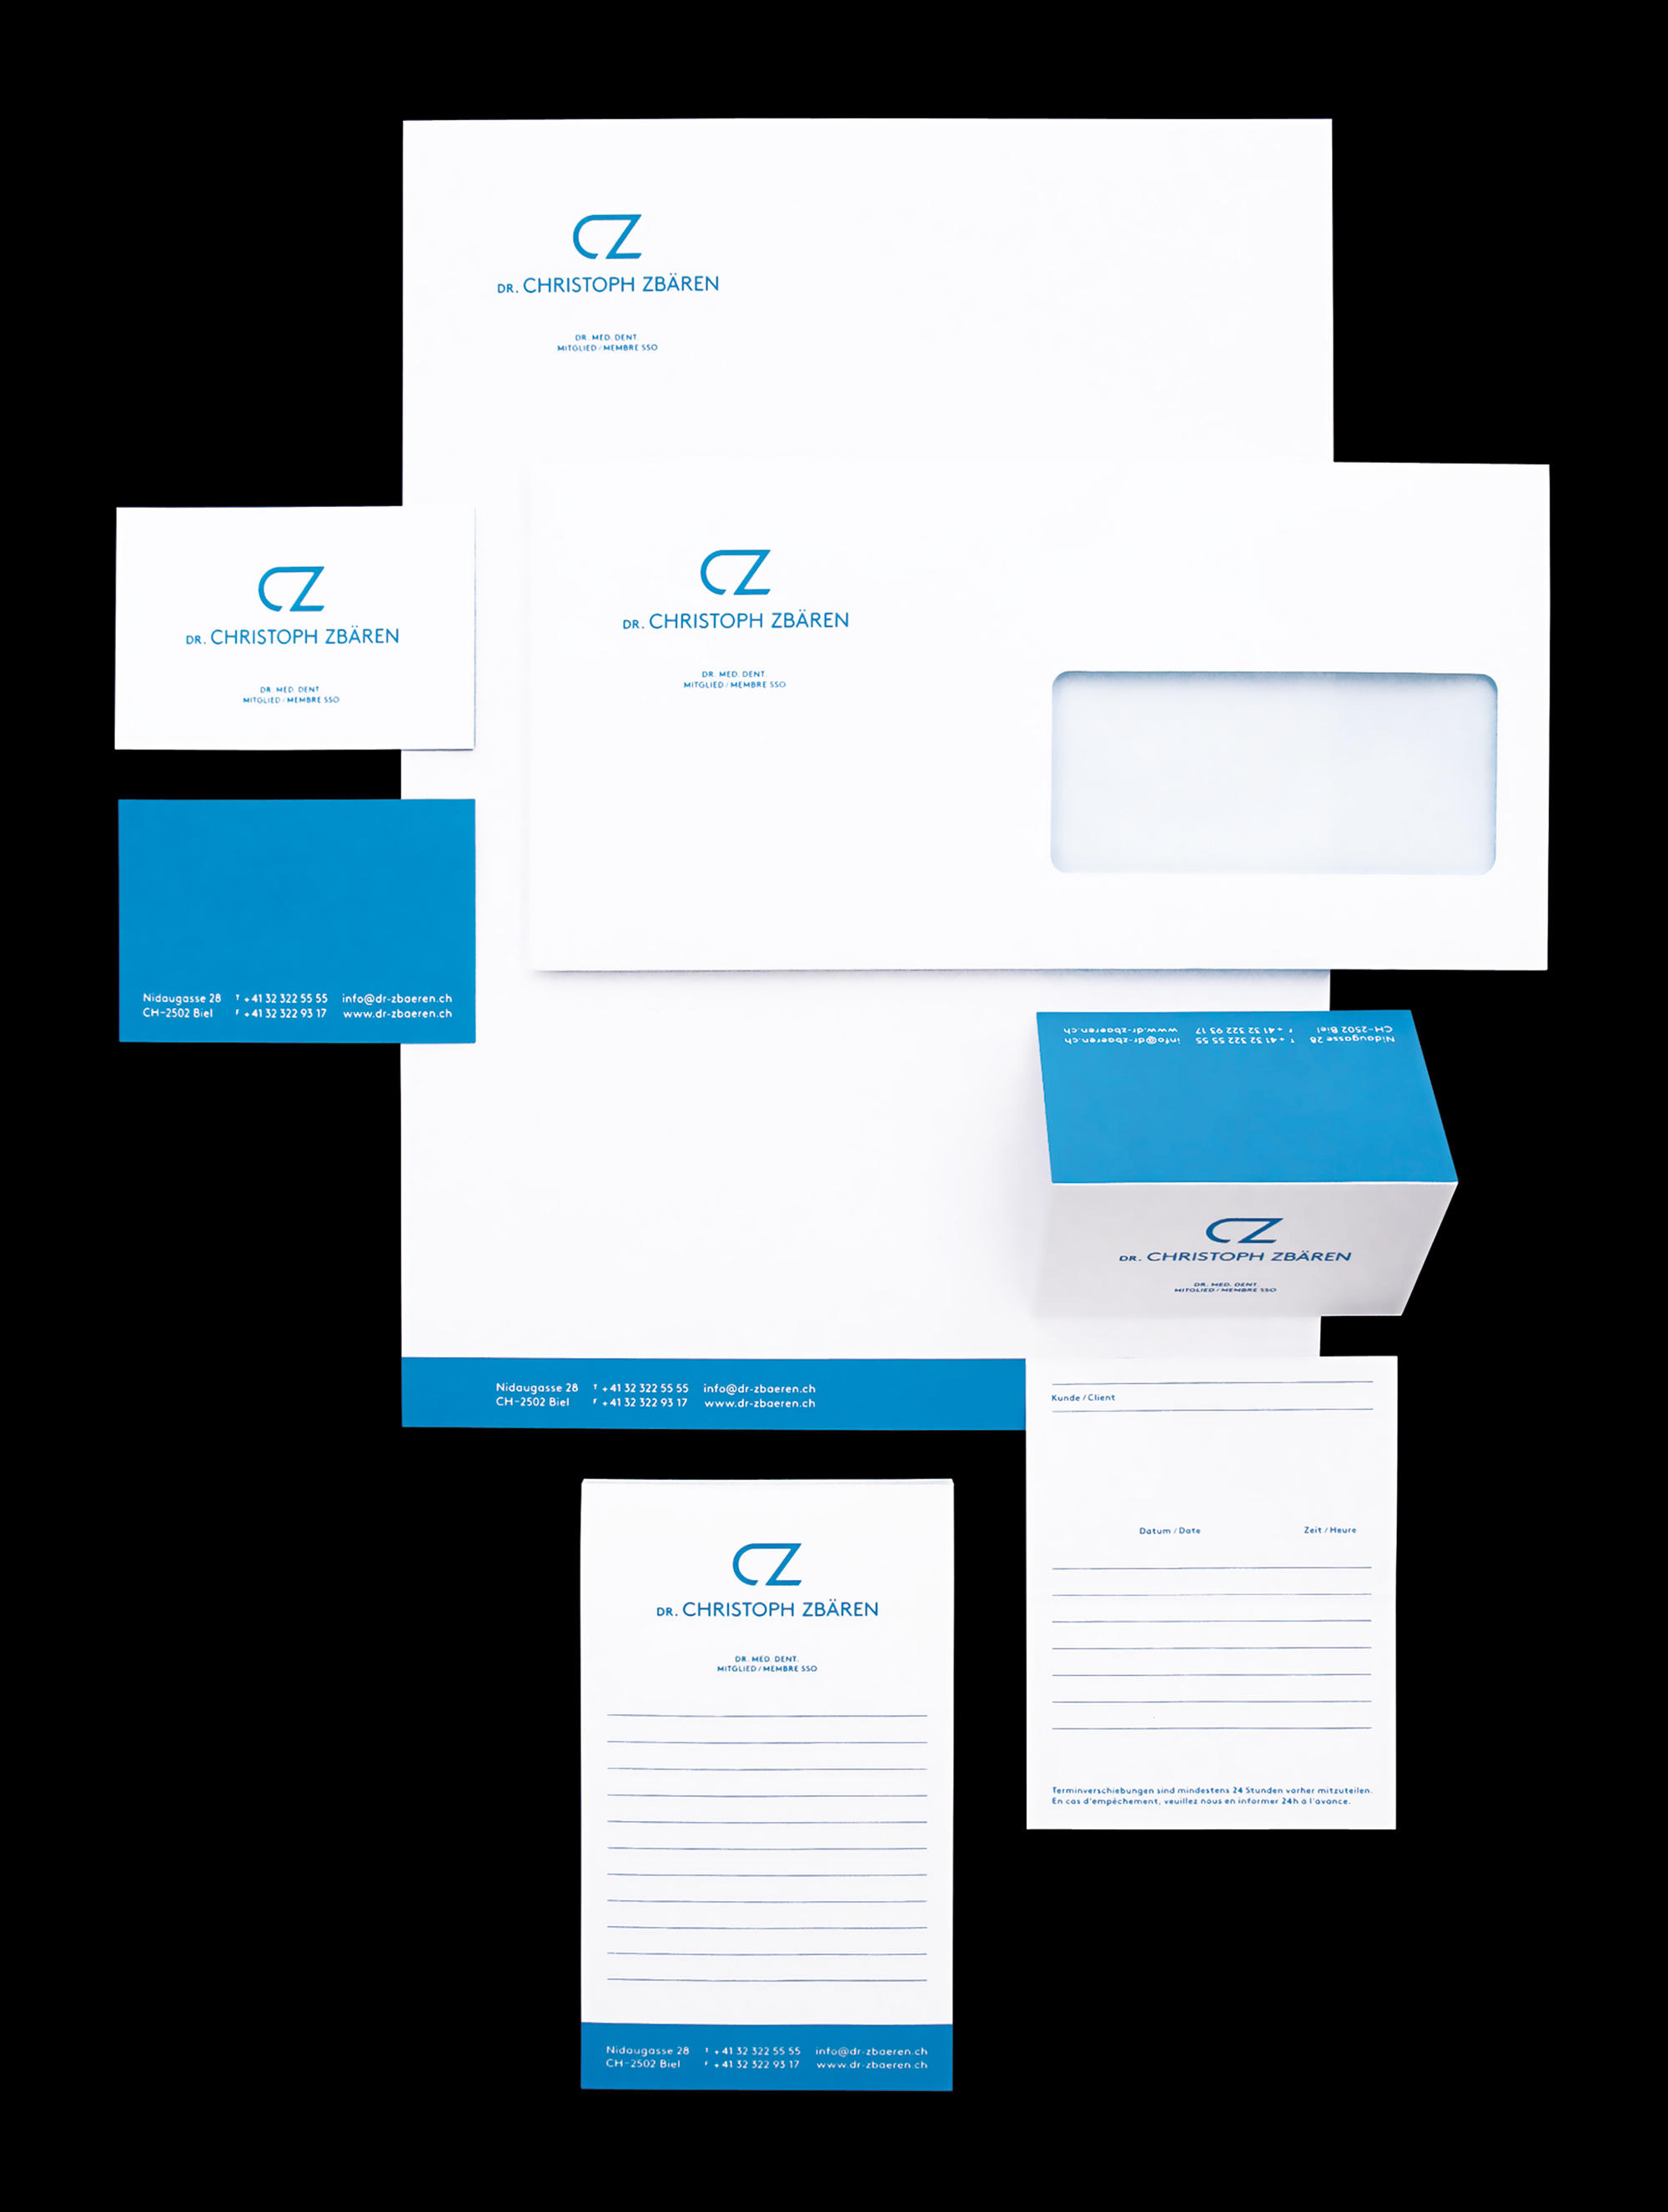 CZ
DR. CHRISTOPH ZBÄREN
DR. MED. DENT.
MITGLIED / MEMBRE SSO
CZ
DR. CHRISTOPH ZBÄREN
DR. MED. DENT.
MITGLIED / MEMBRE SSO
CZ
DR. CHRISTOPH ZBÄREN
DR. MED. DENT.
MITGLIED / MEMBRE SSO
Nidaugasse 28 T +41 32 322 55 55 info@dr-zbaeren.ch
CH-2502 Biel F +41 32 322 93 17 www.dr-zbaeren.ch
Nidaugasse 28 T +41 32 322 55 55 info@dr-zbaeren.ch
CH-2502 Biel F +41 32 322 93 17 www.dr-zbaeren.ch
CZ
DR. CHRISTOPH ZBÄREN
DR. MED. DENT.
MITGLIED / MEMBRE SSO
Nidaugasse 28 T +41 32 322 55 55 info@dr-zbaeren.ch
CH-2502 Biel F +41 32 322 93 17 www.dr-zbaeren.ch
Kunde / Client
Datum / Date Zeit / Heure
Terminverschiebungen sind mindestens 24 Stunden vorher mitzuteilen.
En cas d'empêchement, veuillez nous en informer 24h à l'avance.
CZ
DR. CHRISTOPH ZBÄREN
DR. MED. DENT.
MITGLIED / MEMBRE SSO
Nidaugasse 28 T +41 32 322 55 55 info@dr-zbaeren.ch
CH-2502 Biel F +41 32 322 93 17 www.dr-zbaeren.ch